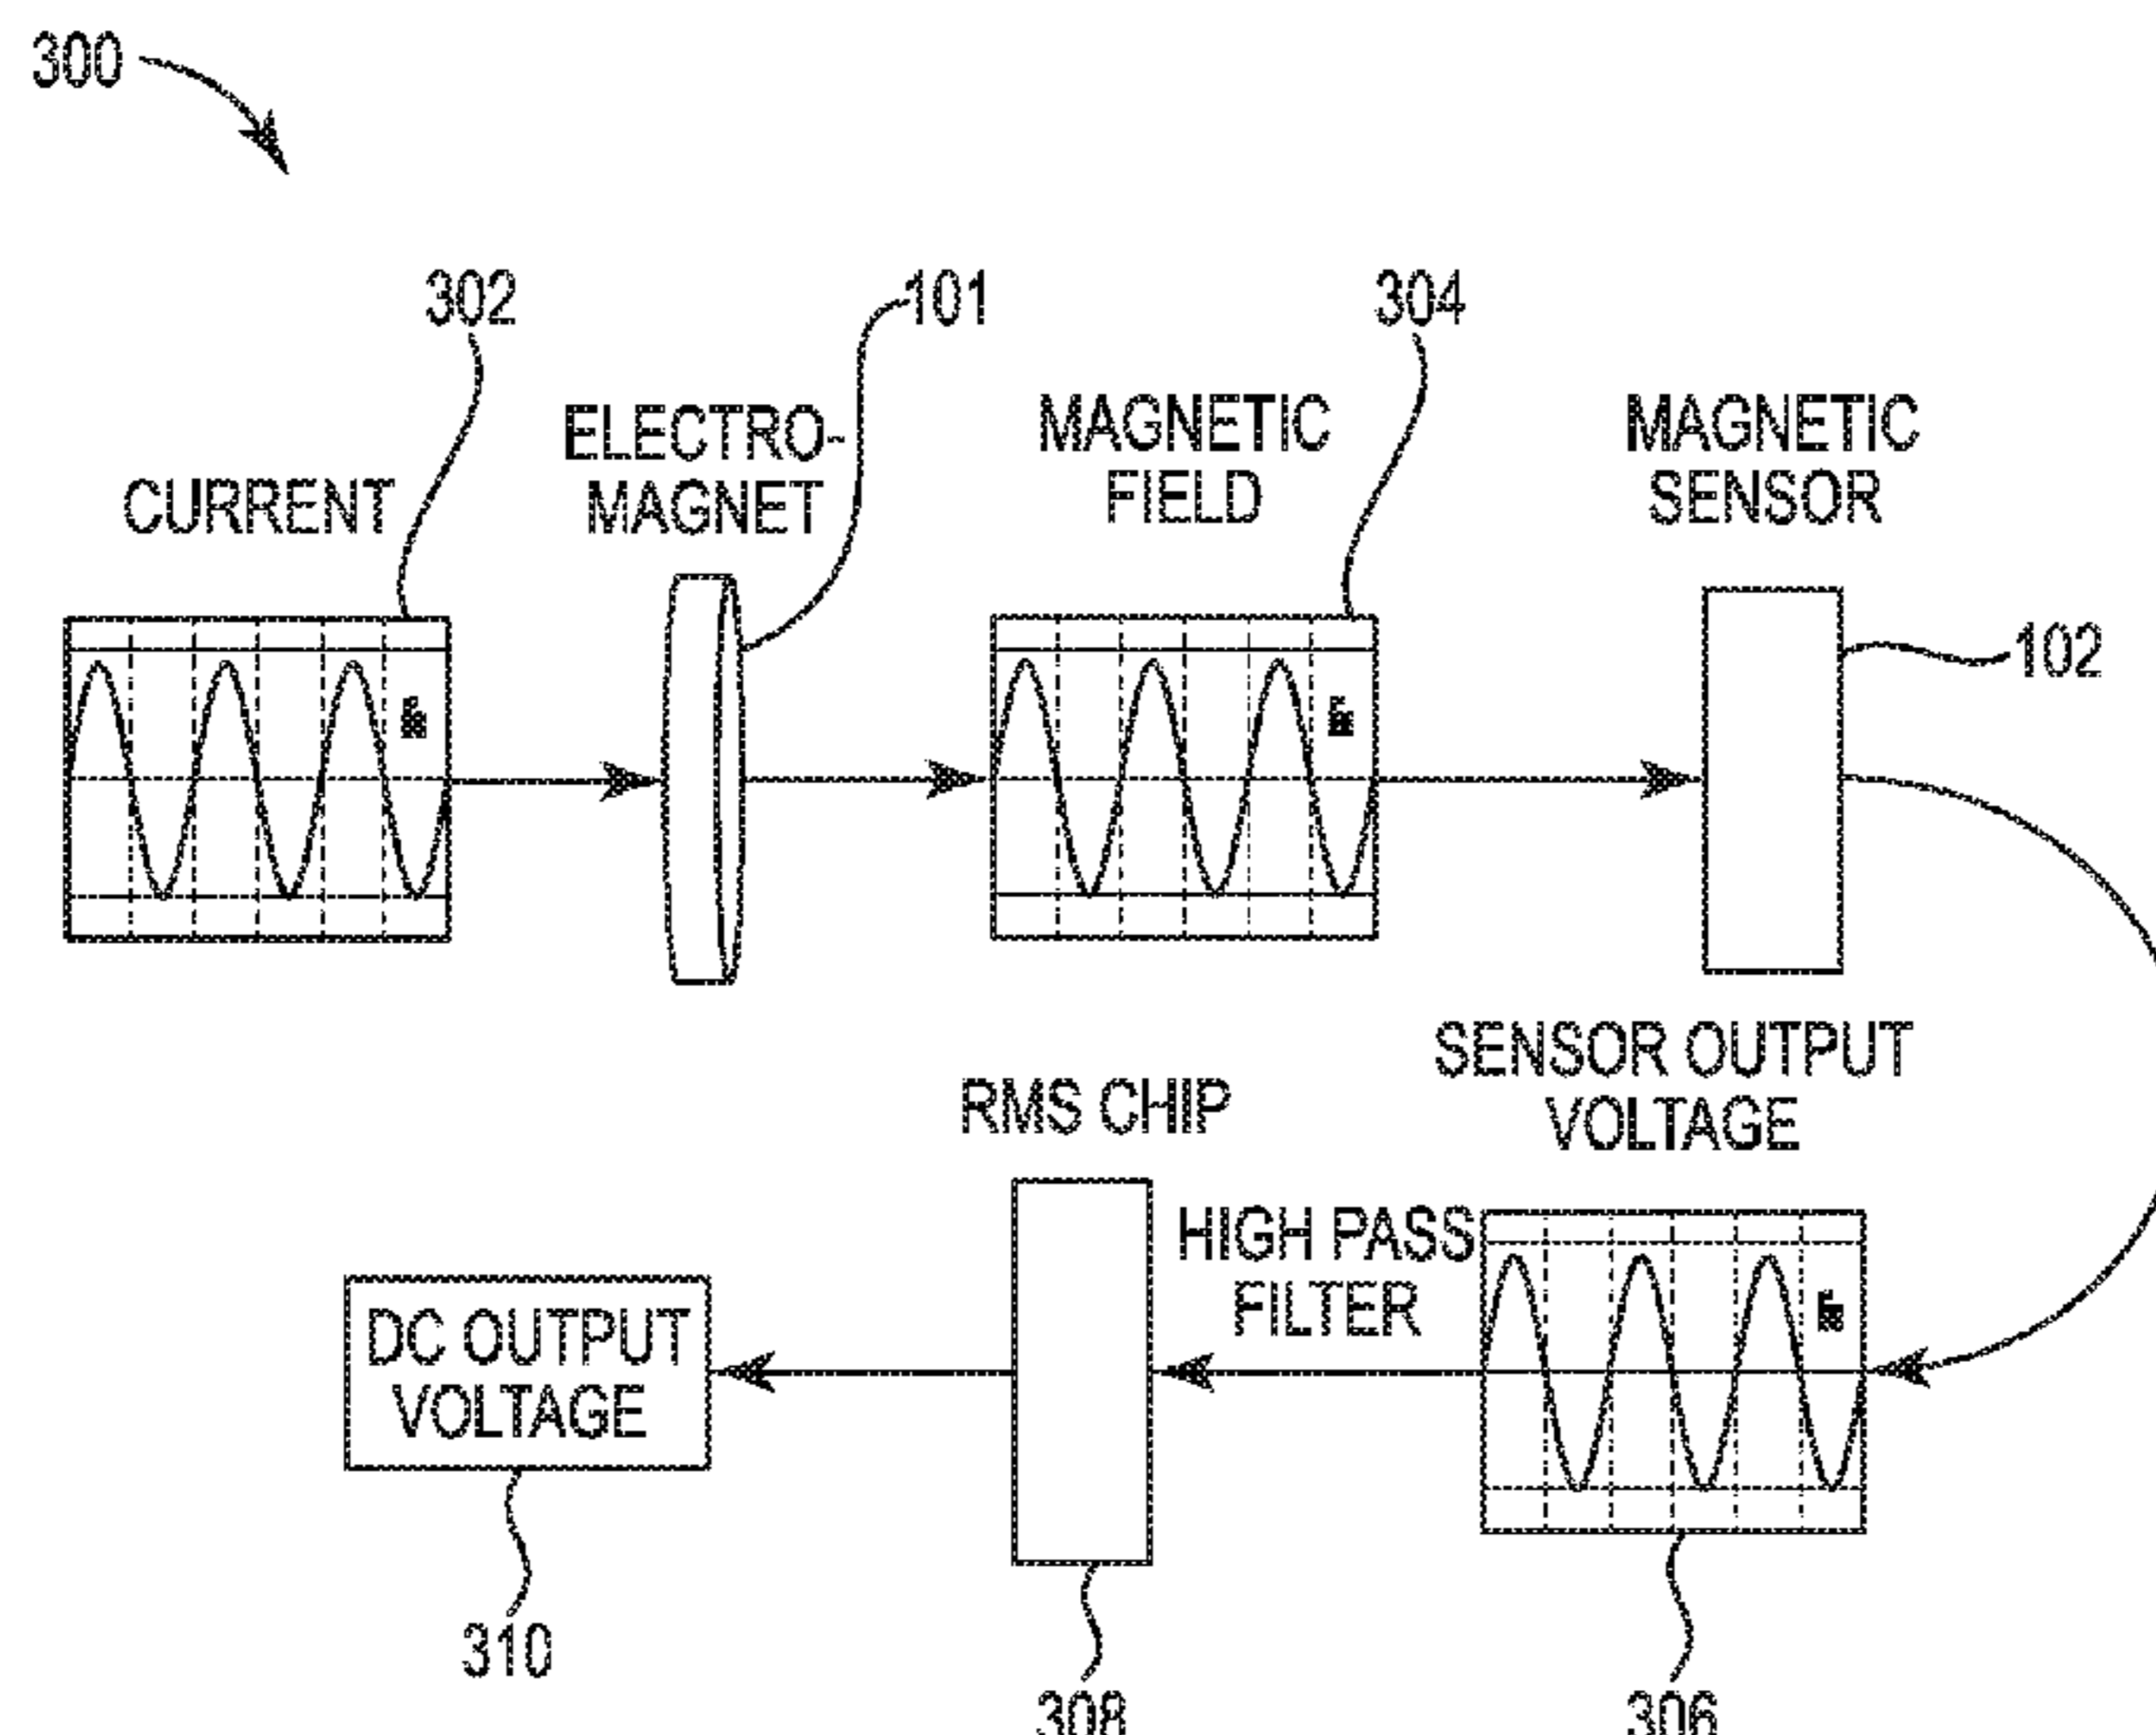 300
302
101
304
CURRENT
ELECTRO-
MAGNET
MAGNETIC
FIELD
MAGNETIC
SENSOR
102
SENSOR OUTPUT
VOLTAGE
RMS CHIP
HIGH PASS
FILTER
DC OUTPUT
VOLTAGE
310
308
306